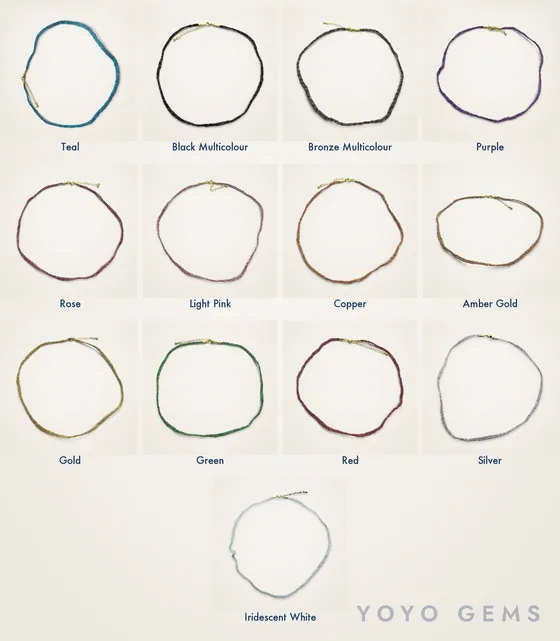 Teal
Black Multicolour
Bronze Multicolour
Purple
Rose
Light Pink
Copper
Amber Gold
Gold
Green
Red
Silver
Iridescent White
YOYO GEMS